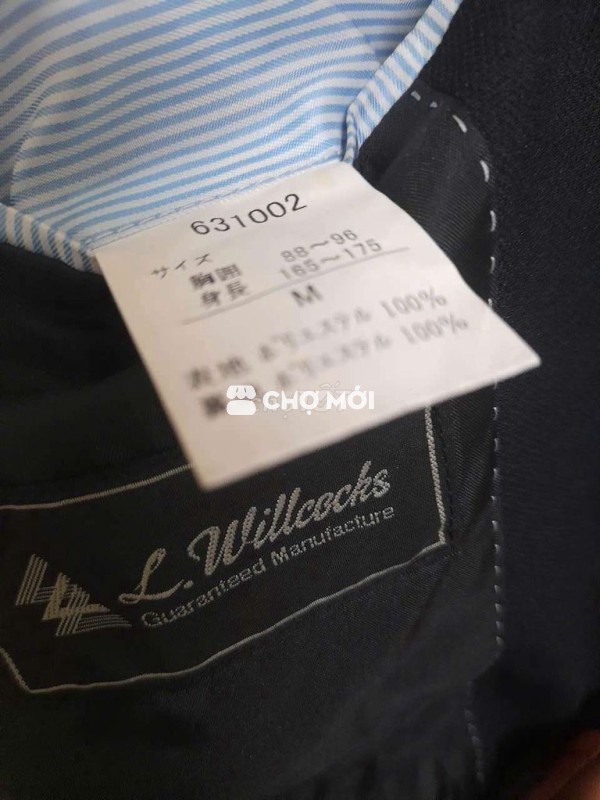 631002
サイズ
胸囲 88～96
身長 165～175
M
表地 ポリエステル 100%
裏 ポリエステル 100%
CHỢ MỚI
L. Willcocks
Guaranteed Manufacture